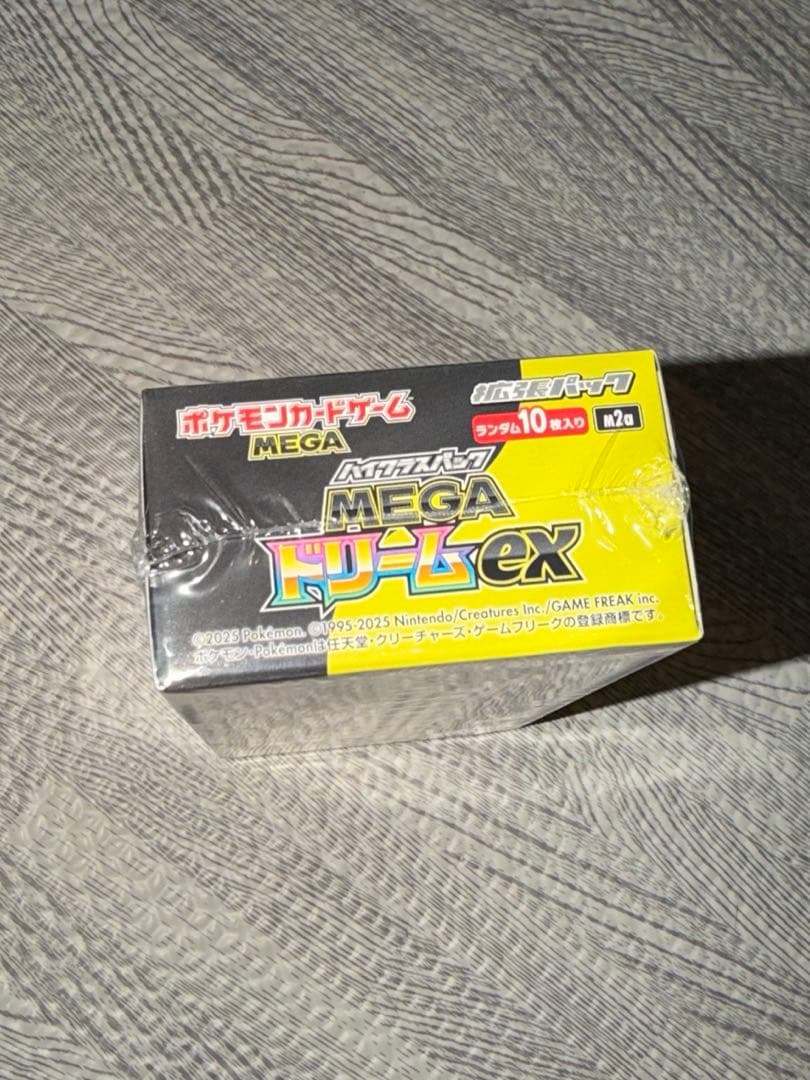 ポケモンカードゲーム
MEGA
拡張パック
ランダム10枚入り
M2a
ハイクラスパック
MEGA
ドリームex
©2025 Pokémon. ©1995-2025 Nintendo/Creatures Inc./GAME FREAK inc.
ポケモン・Pokémonは任天堂・クリーチャーズ・ゲームフリークの登録商標です。